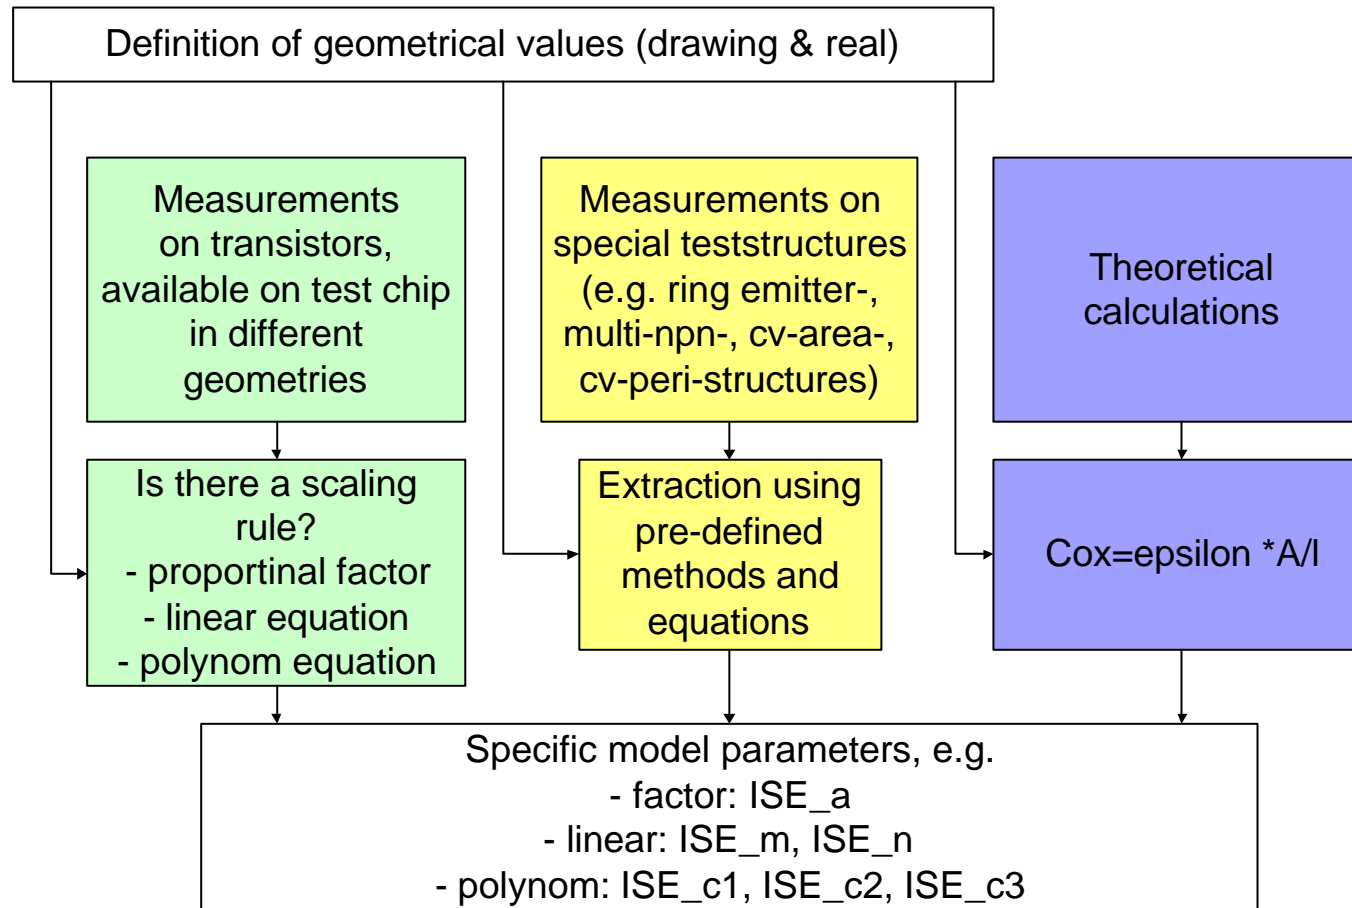 Definition of geometrical values (drawing & real)
Measurements
on transistors,
available on test chip
in different
geometries
Measurements on
special teststructures
(e.g. ring emitter-,
multi-npn-, cv-area-,
cv-peri-structures)
Theoretical
calculations
Is there a scaling
rule?
- proportinal factor
- linear equation
- polynom equation
Extraction using
pre-defined
methods and
equations
Cox=epsilon *A/l
Specific model parameters, e.g.
- factor: ISE_a
- linear: ISE_m, ISE_n
- polynom: ISE_c1, ISE_c2, ISE_c3